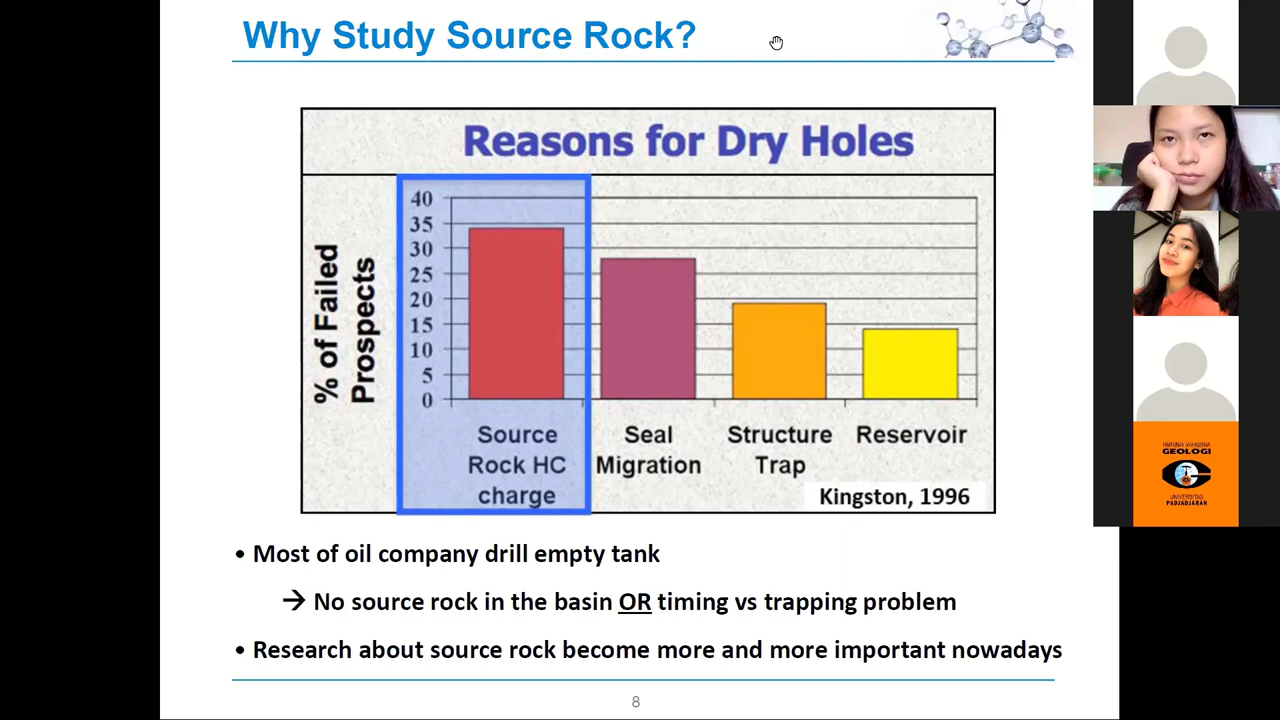 Why Study Source Rock?
Reasons for Dry Holes
% of Failed
Prospects
40
35
30
25
20
15
10
5
0
Source
Rock HC
charge
Seal
Migration
Structure
Trap
Reservoir
Kingston, 1996
• Most of oil company drill empty tank
→ No source rock in the basin OR timing vs trapping problem
• Research about source rock become more and more important nowadays
8
HIMPUNAN MAHASISWA
GEOLOGI
UNIVERSITAS
PADJADJARAN